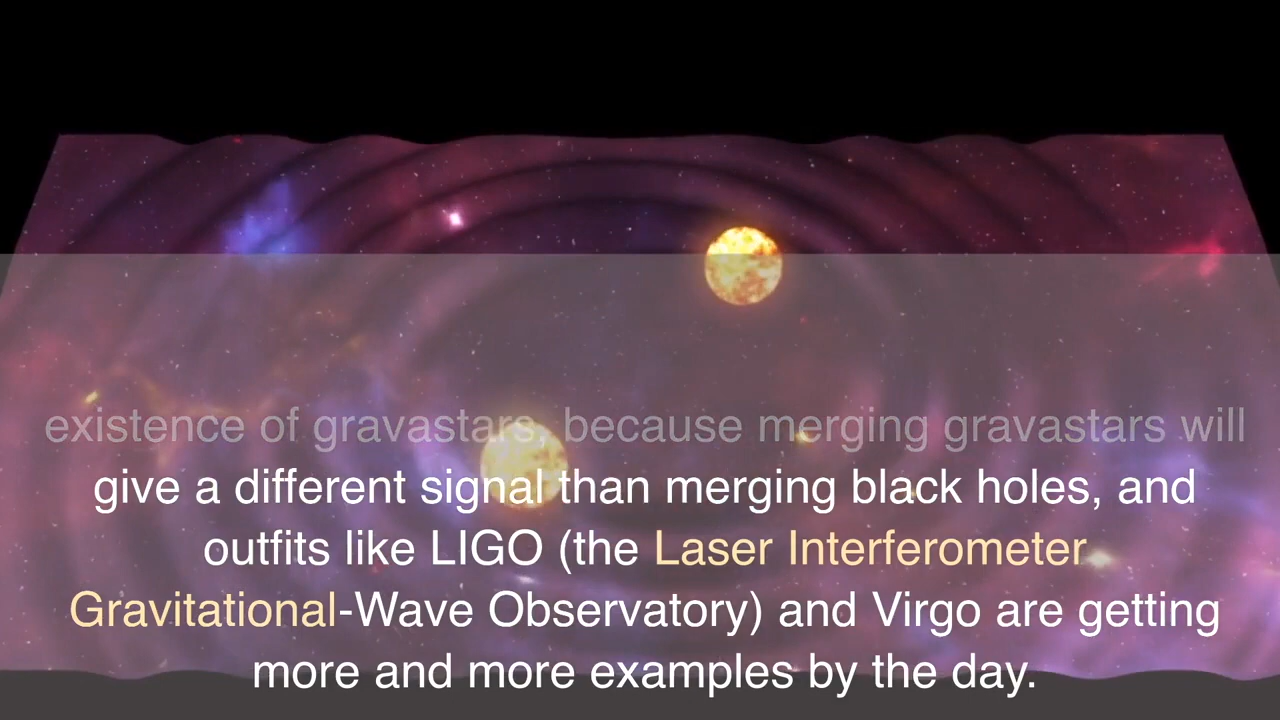 existence of gravastars, because merging gravastars will
give a different signal than merging black holes, and
outfits like LIGO (the Laser Interferometer
Gravitational-Wave Observatory) and Virgo are getting
more and more examples by the day.